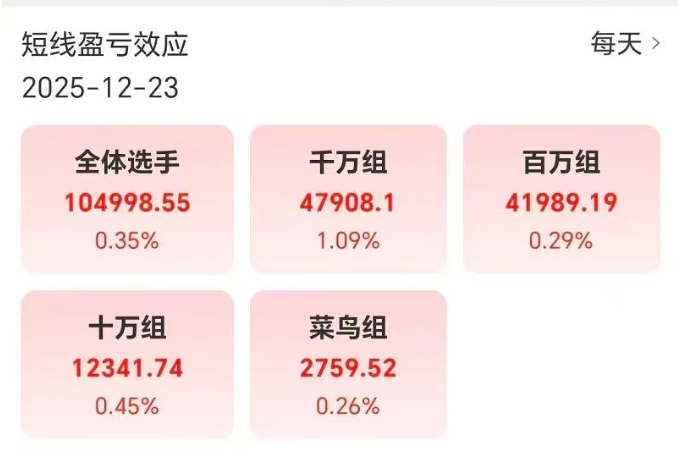 短线盈亏效应
每天 >
2025-12-23
全体选手
104998.55
0.35%
千万组
47908.1
1.09%
百万组
41989.19
0.29%
十万组
12341.74
0.45%
菜鸟组
2759.52
0.26%